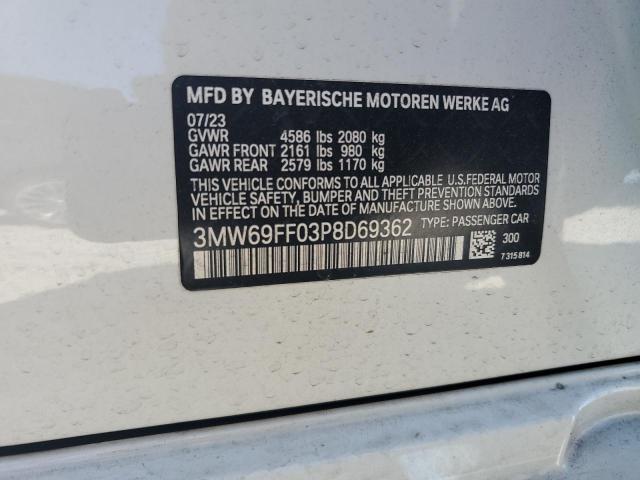 MFD BY BAYERISCHE MOTOREN WERKE AG
07/23
GVWR 4586 lbs 2080 kg
GAWR FRONT 2161 lbs 980 kg
GAWR REAR 2579 lbs 1170 kg
THIS VEHICLE CONFORMS TO ALL APPLICABLE U.S.FEDERAL MOTOR
VEHICLE SAFETY, BUMPER AND THEFT PREVENTION STANDARDS
IN EFFECT ON THE DATE OF MANUFACTURE SHOWN ABOVE.
3MW69FF03P8D69362 TYPE: PASSENGER CAR
300
7 315 814